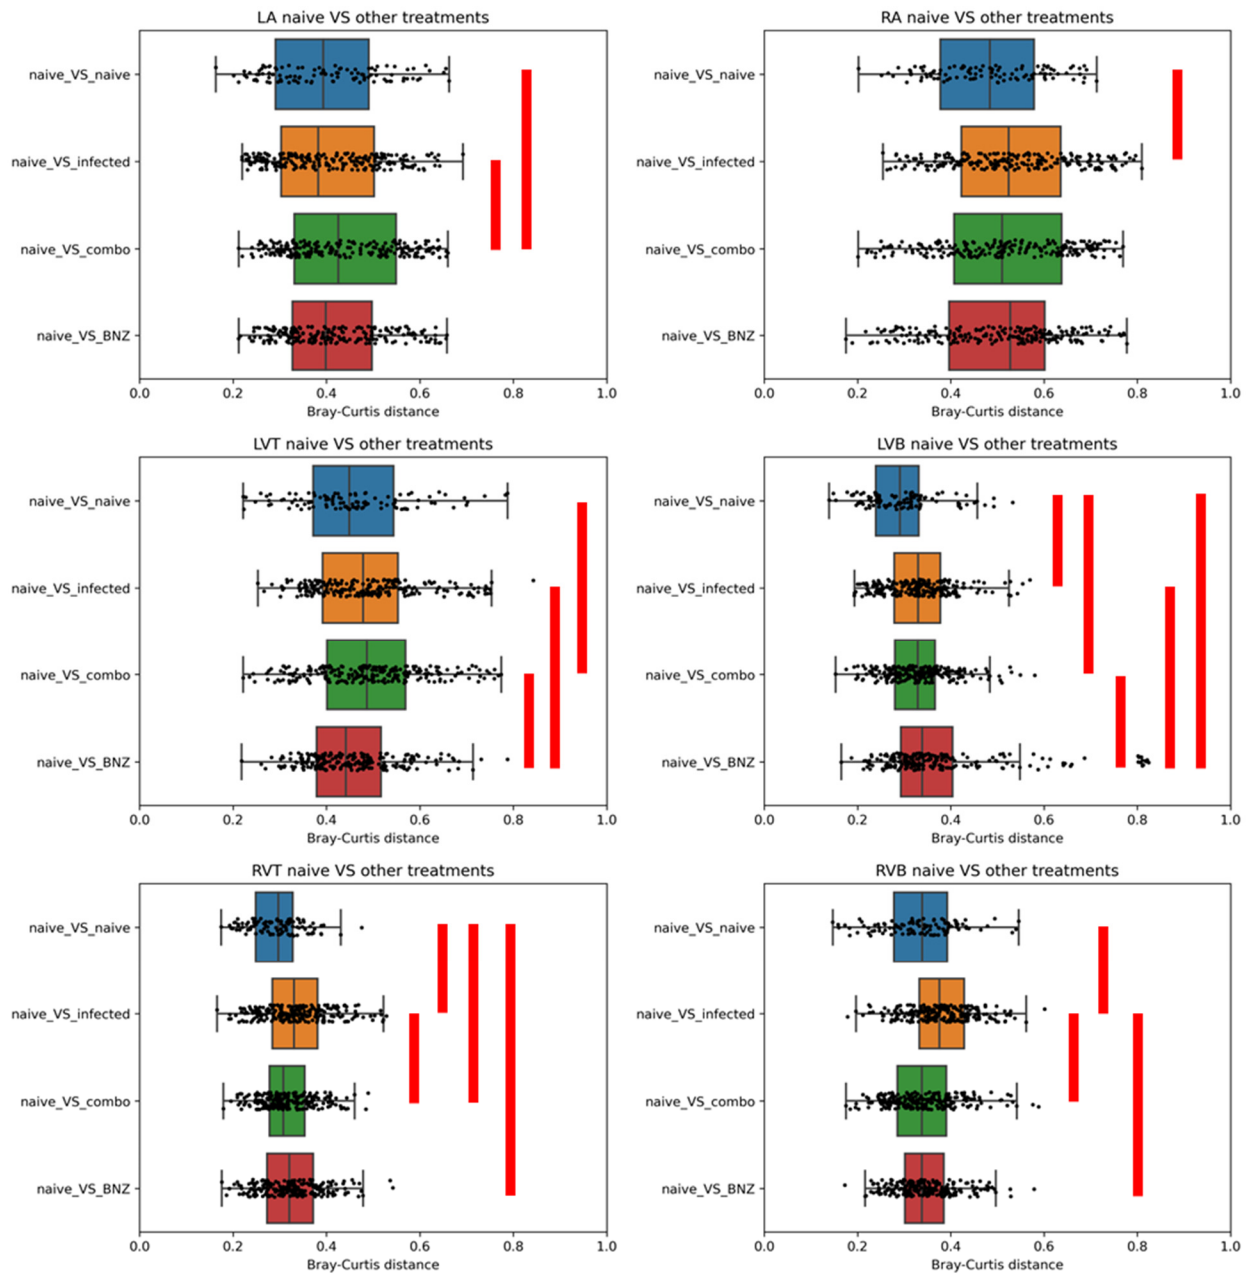 LA naive VS other treatments
naive_VS_naive
naive_VS_infected
naive_VS_combo
naive_VS_BNZ
0.0 0.2 0.4 0.6 0.8 1.0
Bray-Curtis distance
RA naive VS other treatments
naive_VS_naive
naive_VS_infected
naive_VS_combo
naive_VS_BNZ
0.0 0.2 0.4 0.6 0.8 1.0
Bray-Curtis distance
LVT naive VS other treatments
naive_VS_naive
naive_VS_infected
naive_VS_combo
naive_VS_BNZ
0.0 0.2 0.4 0.6 0.8 1.0
Bray-Curtis distance
LVB naive VS other treatments
naive_VS_naive
naive_VS_infected
naive_VS_combo
naive_VS_BNZ
0.0 0.2 0.4 0.6 0.8 1.0
Bray-Curtis distance
RVT naive VS other treatments
naive_VS_naive
naive_VS_infected
naive_VS_combo
naive_VS_BNZ
0.0 0.2 0.4 0.6 0.8 1.0
Bray-Curtis distance
RVB naive VS other treatments
naive_VS_naive
naive_VS_infected
naive_VS_combo
naive_VS_BNZ
0.0 0.2 0.4 0.6 0.8 1.0
Bray-Curtis distance